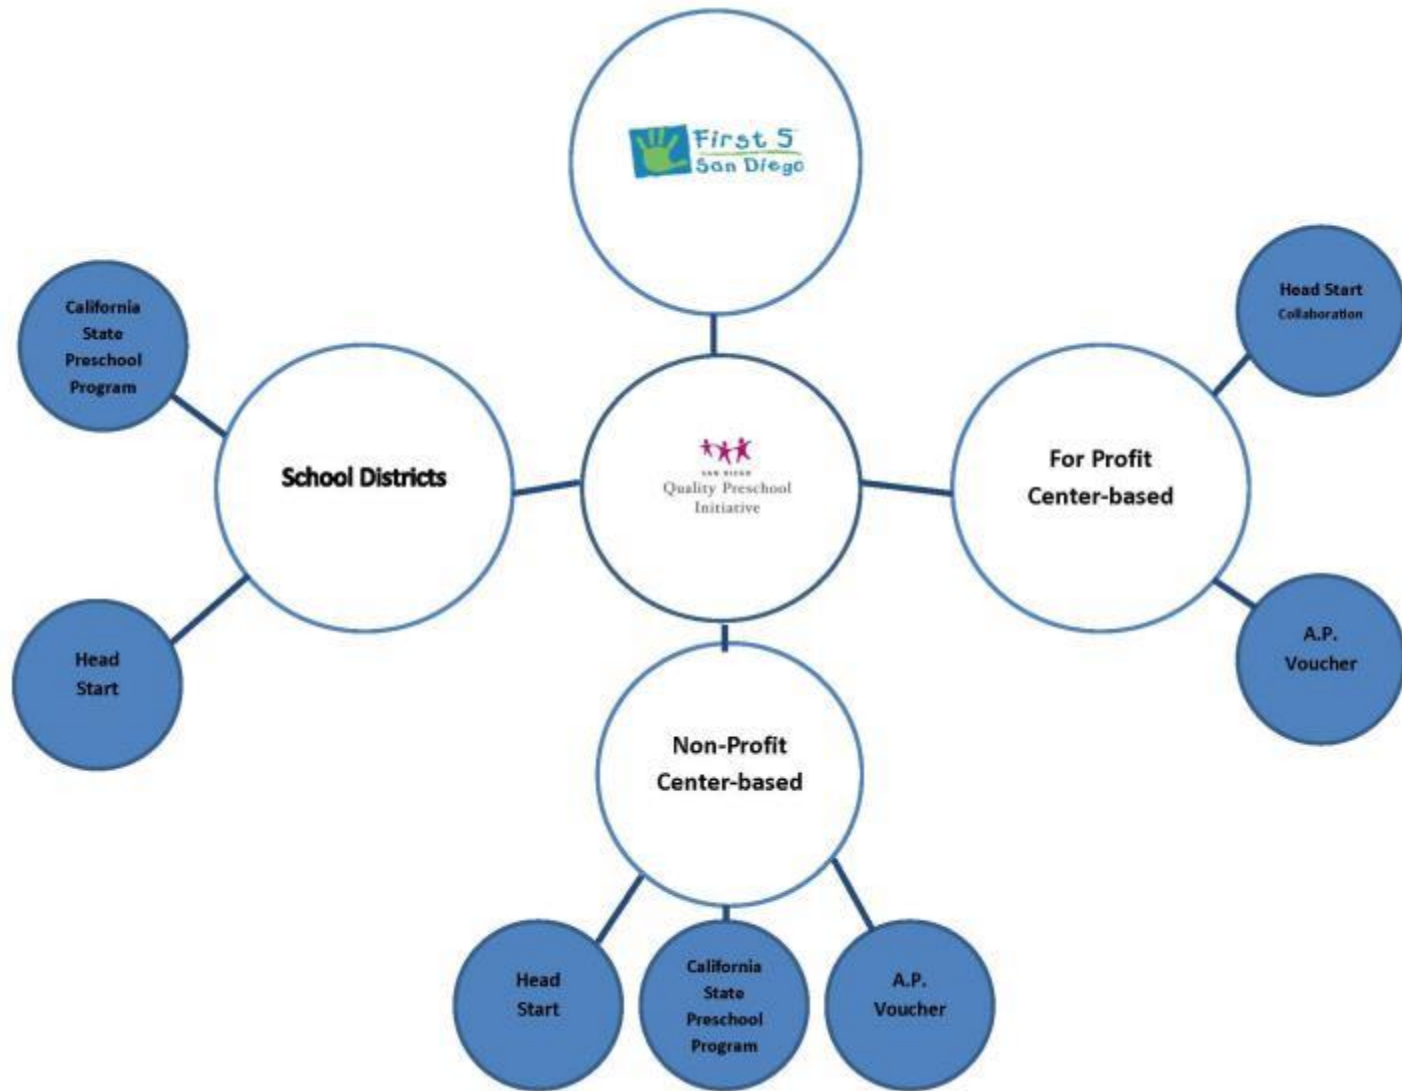 First 5
San Diego
California
State
Preschool
Program
Head Start
Collaboration
School Districts
SAN DIEGO
Quality Preschool
Initiative
For Profit
Center-based
Head
Start
A.P.
Voucher
Non-Profit
Center-based
Head
Start
California
State
Preschool
Program
A.P.
Voucher